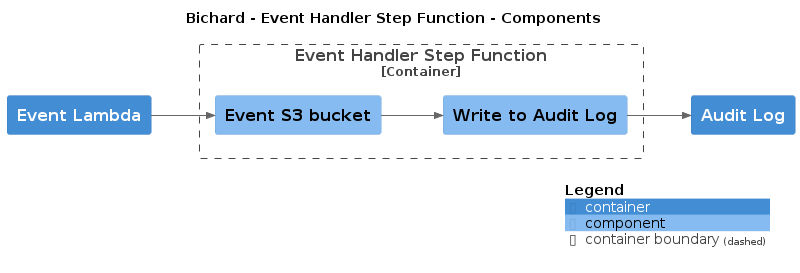 Bichard - Event Handler Step Function - Components
Event Handler Step Function
[Container]
Event Lambda
Event S3 bucket
Write to Audit Log
Audit Log
Legend
container
component
container boundary (dashed)